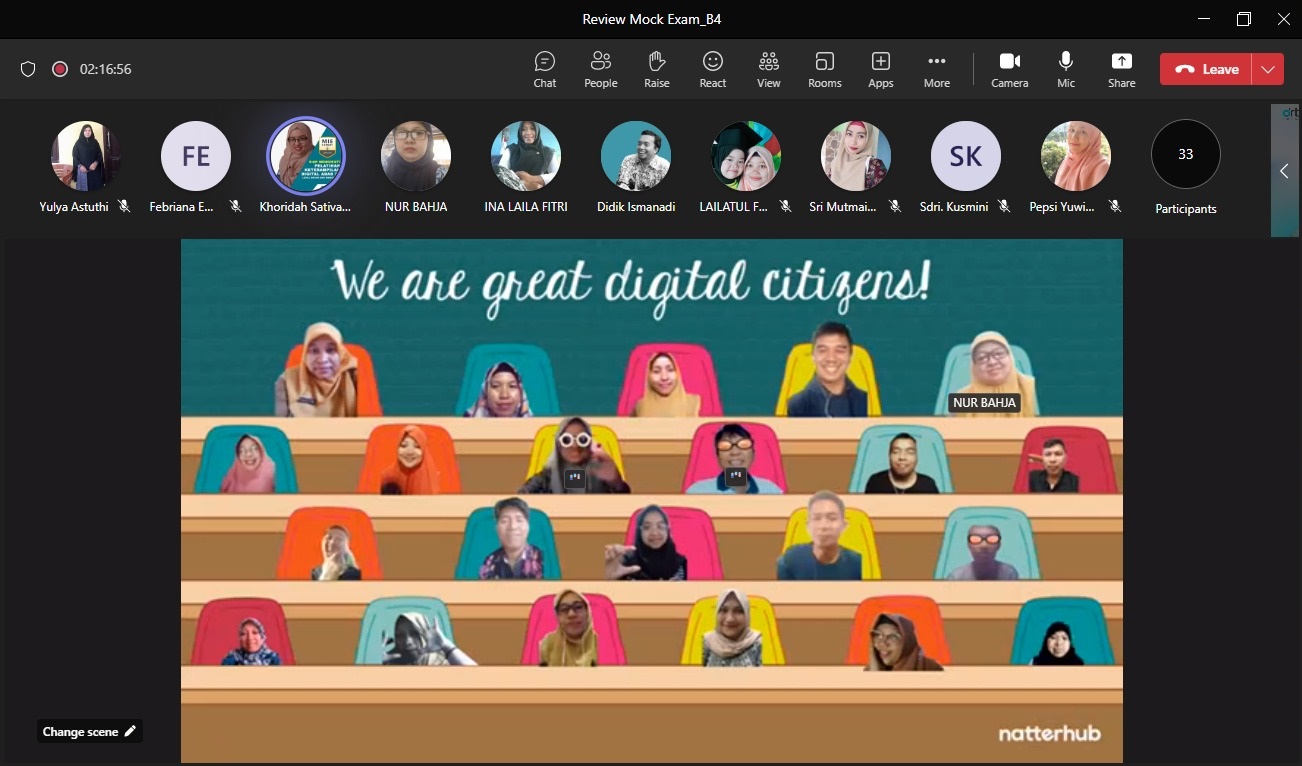 Review Mock Exam_B4
02:16:56
Chat
People
Raise
React
View
Rooms
Apps
More
Camera
Mic
Share
Leave
FE
SK
33
Yulya Astuthi
Febriana E...
Khoridah Sativa...
NUR BAHJA
INA LAILA FITRI
Didik Ismanadi
LAILATUL F...
Sri Mutmai...
Sdri. Kusmini
Pepsi Yuwi...
Participants
We are great digital citizens!
NUR BAHJA
Change scene
natterhub